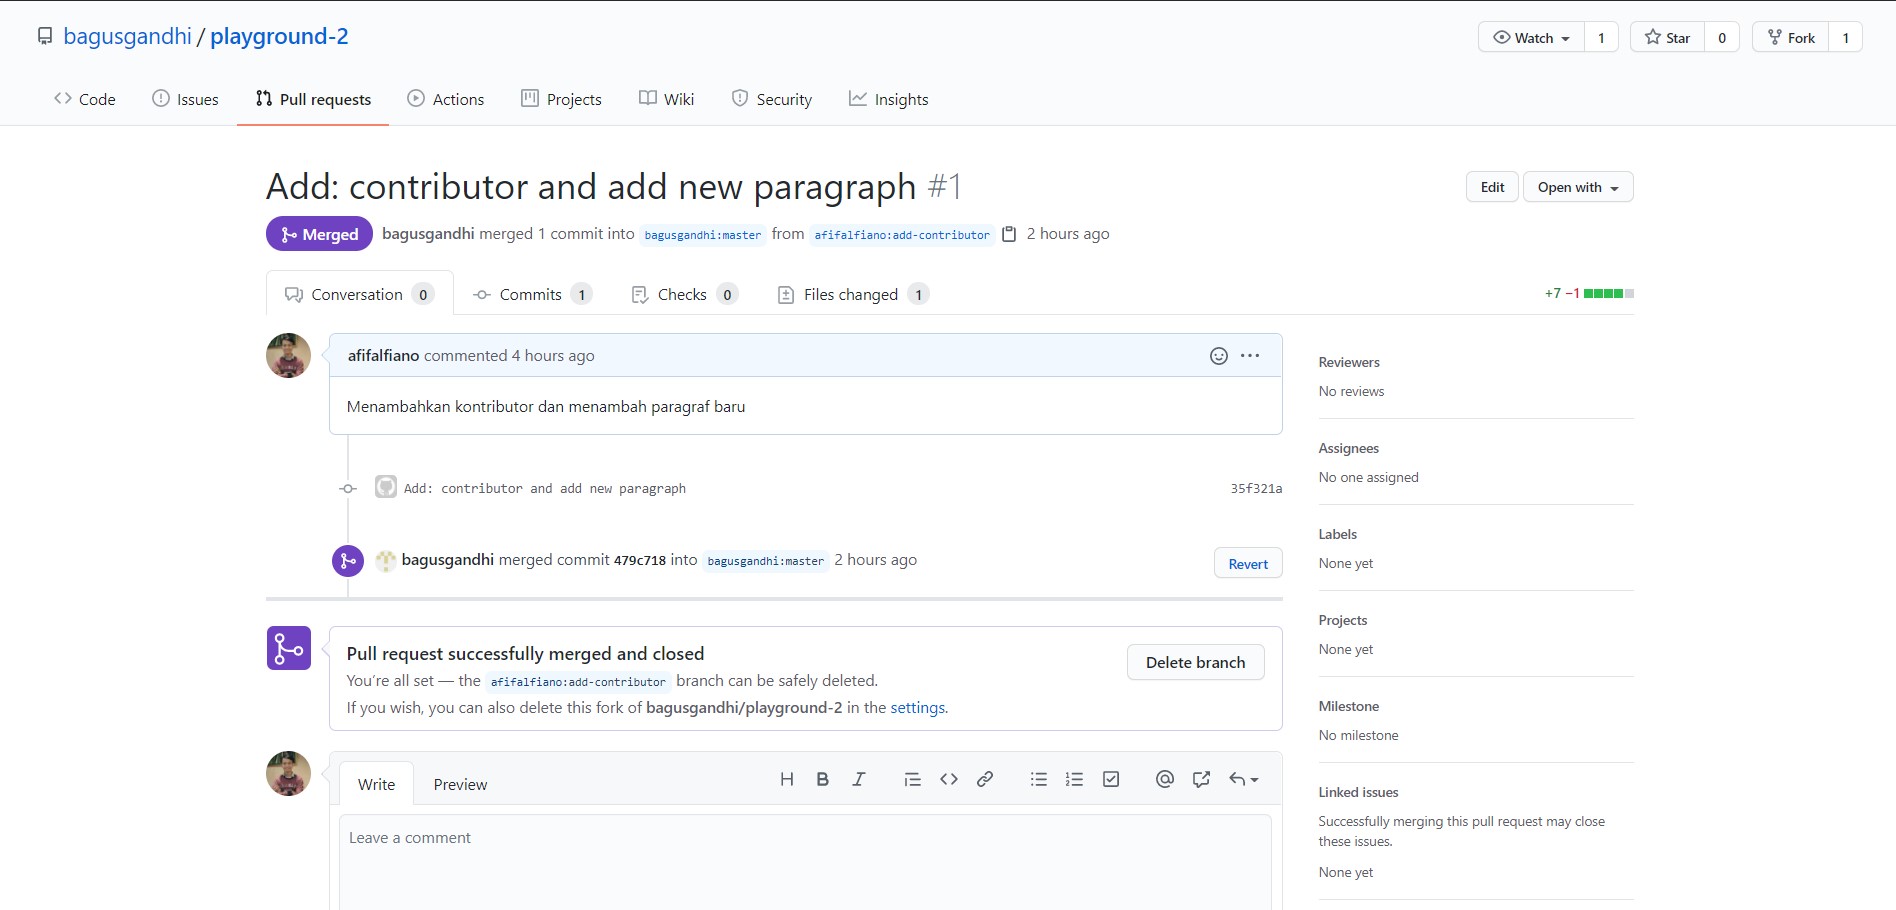 bagusgandhi / playground-2
Watch 1 Star 0 Fork 1
Code Issues Pull requests Actions Projects Wiki Security Insights
Add: contributor and add new paragraph #1
Edit Open with
Merged bagusgandhi merged 1 commit into bagusgandhi:master from afifalfiano:add-contributor 2 hours ago
Conversation 0 Commits 1 Checks 0 Files changed 1 +7 −1
afifalfiano commented 4 hours ago
Menambahkan kontributor dan menambah paragraf baru
Add: contributor and add new paragraph 35f321a
bagusgandhi merged commit 479c718 into bagusgandhi:master 2 hours ago Revert
Pull request successfully merged and closed
You're all set — the afifalfiano:add-contributor branch can be safely deleted.
If you wish, you can also delete this fork of bagusgandhi/playground-2 in the settings.
Delete branch
Write Preview
Leave a comment
Reviewers
No reviews
Assignees
No one assigned
Labels
None yet
Projects
None yet
Milestone
No milestone
Linked issues
Successfully merging this pull request may close
these issues.
None yet